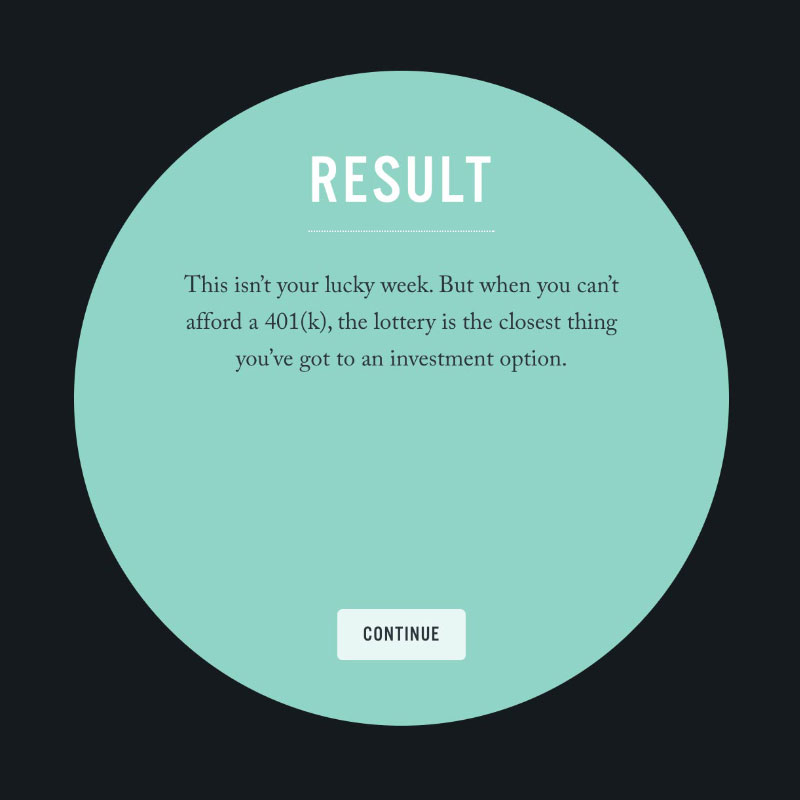 RESULT
This isn’t your lucky week. But when you can’t
afford a 401(k), the lottery is the closest thing
you’ve got to an investment option.
CONTINUE